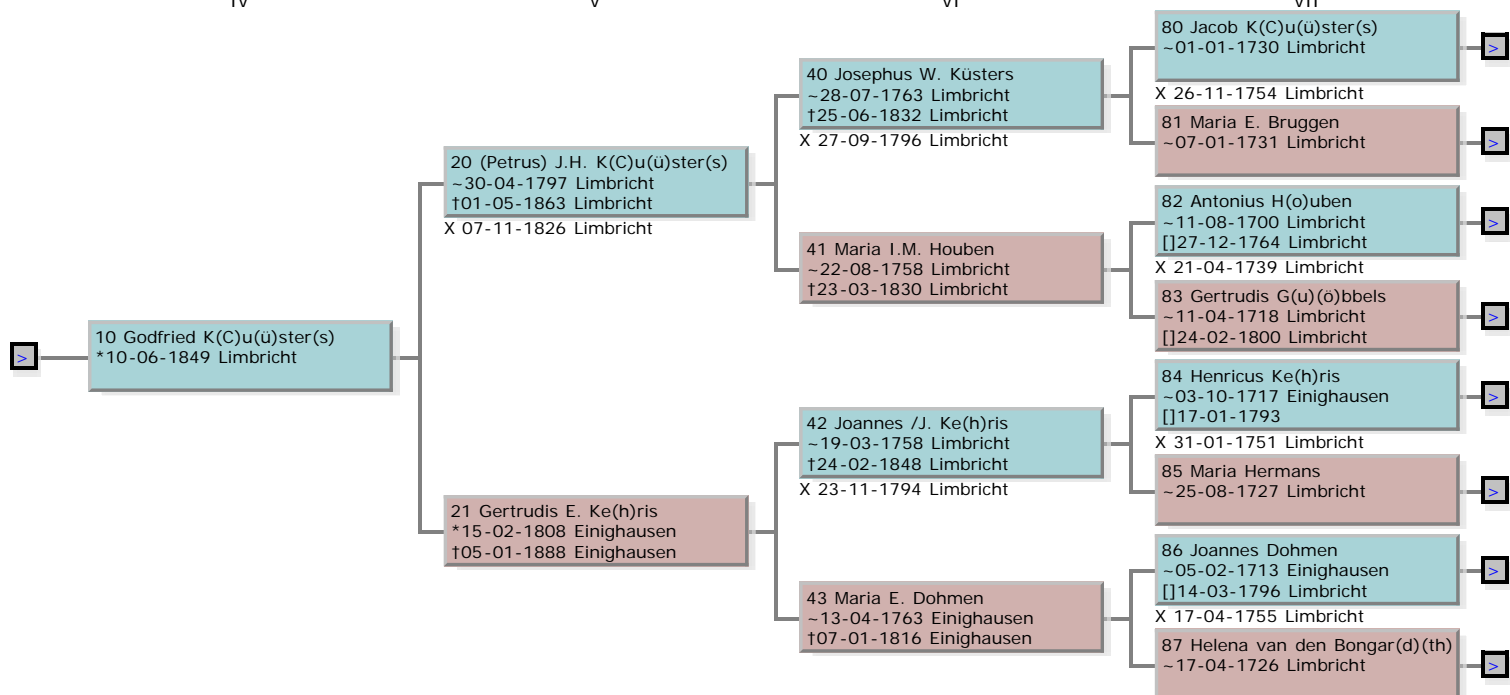 IV
V
VI
VII
>
10 Godfried K(C)u(ü)ster(s)
*10-06-1849 Limbricht
20 (Petrus) J.H. K(C)u(ü)ster(s)
~30-04-1797 Limbricht
†01-05-1863 Limbricht
X 07-11-1826 Limbricht
21 Gertrudis E. Ke(h)ris
*15-02-1808 Einighausen
†05-01-1888 Einighausen
40 Josephus W. Küsters
~28-07-1763 Limbricht
†25-06-1832 Limbricht
X 27-09-1796 Limbricht
41 Maria I.M. Houben
~22-08-1758 Limbricht
†23-03-1830 Limbricht
42 Joannes /J. Ke(h)ris
~19-03-1758 Limbricht
†24-02-1848 Limbricht
X 23-11-1794 Limbricht
43 Maria E. Dohmen
~13-04-1763 Einighausen
†07-01-1816 Einighausen
80 Jacob K(C)u(ü)ster(s)
~01-01-1730 Limbricht
>
X 26-11-1754 Limbricht
81 Maria E. Bruggen
~07-01-1731 Limbricht
>
82 Antonius H(o)uben
~11-08-1700 Limbricht
[]27-12-1764 Limbricht
>
X 21-04-1739 Limbricht
83 Gertrudis G(u)(ö)bbels
~11-04-1718 Limbricht
[]24-02-1800 Limbricht
>
84 Henricus Ke(h)ris
~03-10-1717 Einighausen
[]17-01-1793
>
X 31-01-1751 Limbricht
85 Maria Hermans
~25-08-1727 Limbricht
>
86 Joannes Dohmen
~05-02-1713 Einighausen
[]14-03-1796 Limbricht
>
X 17-04-1755 Limbricht
87 Helena van den Bongar(d)(th)
~17-04-1726 Limbricht
>